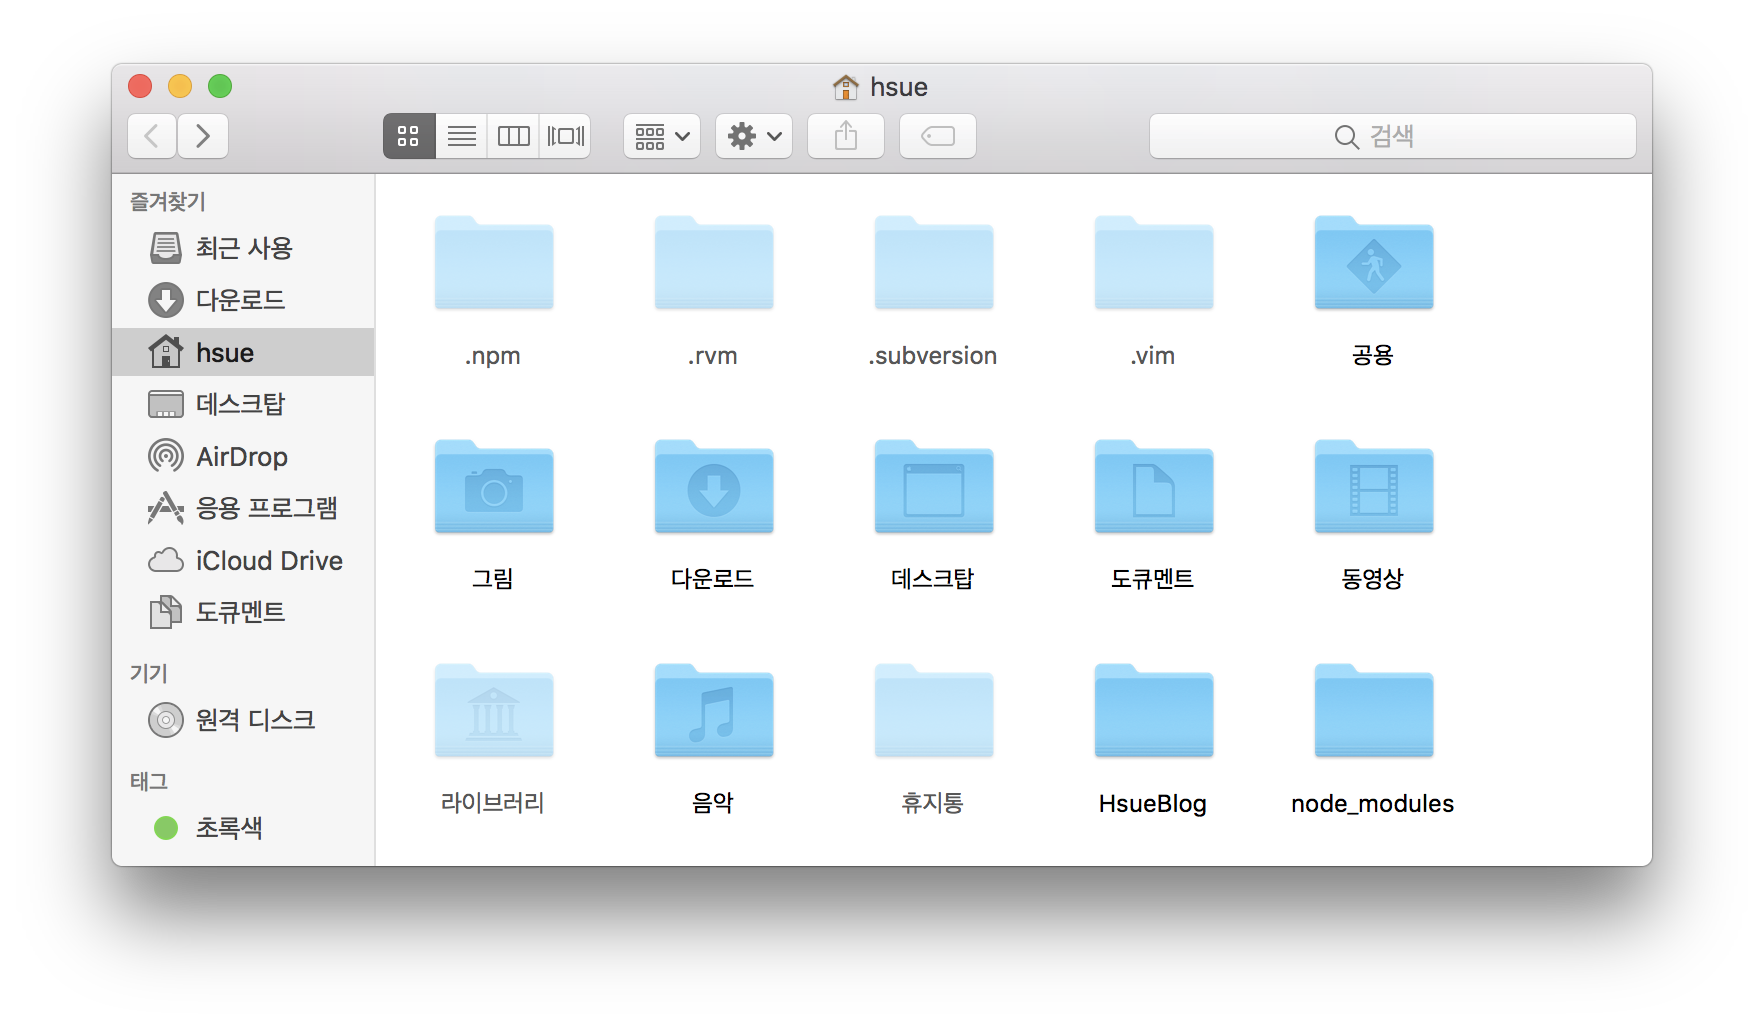 hsue
검색
즐겨찾기
최근 사용
다운로드
hsue
데스크탑
AirDrop
응용 프로그램
iCloud Drive
도큐멘트
기기
원격 디스크
태그
초록색
.npm
.rvm
.subversion
.vim
공용
그림
다운로드
데스크탑
도큐멘트
동영상
라이브러리
음악
휴지통
HsueBlog
node_modules